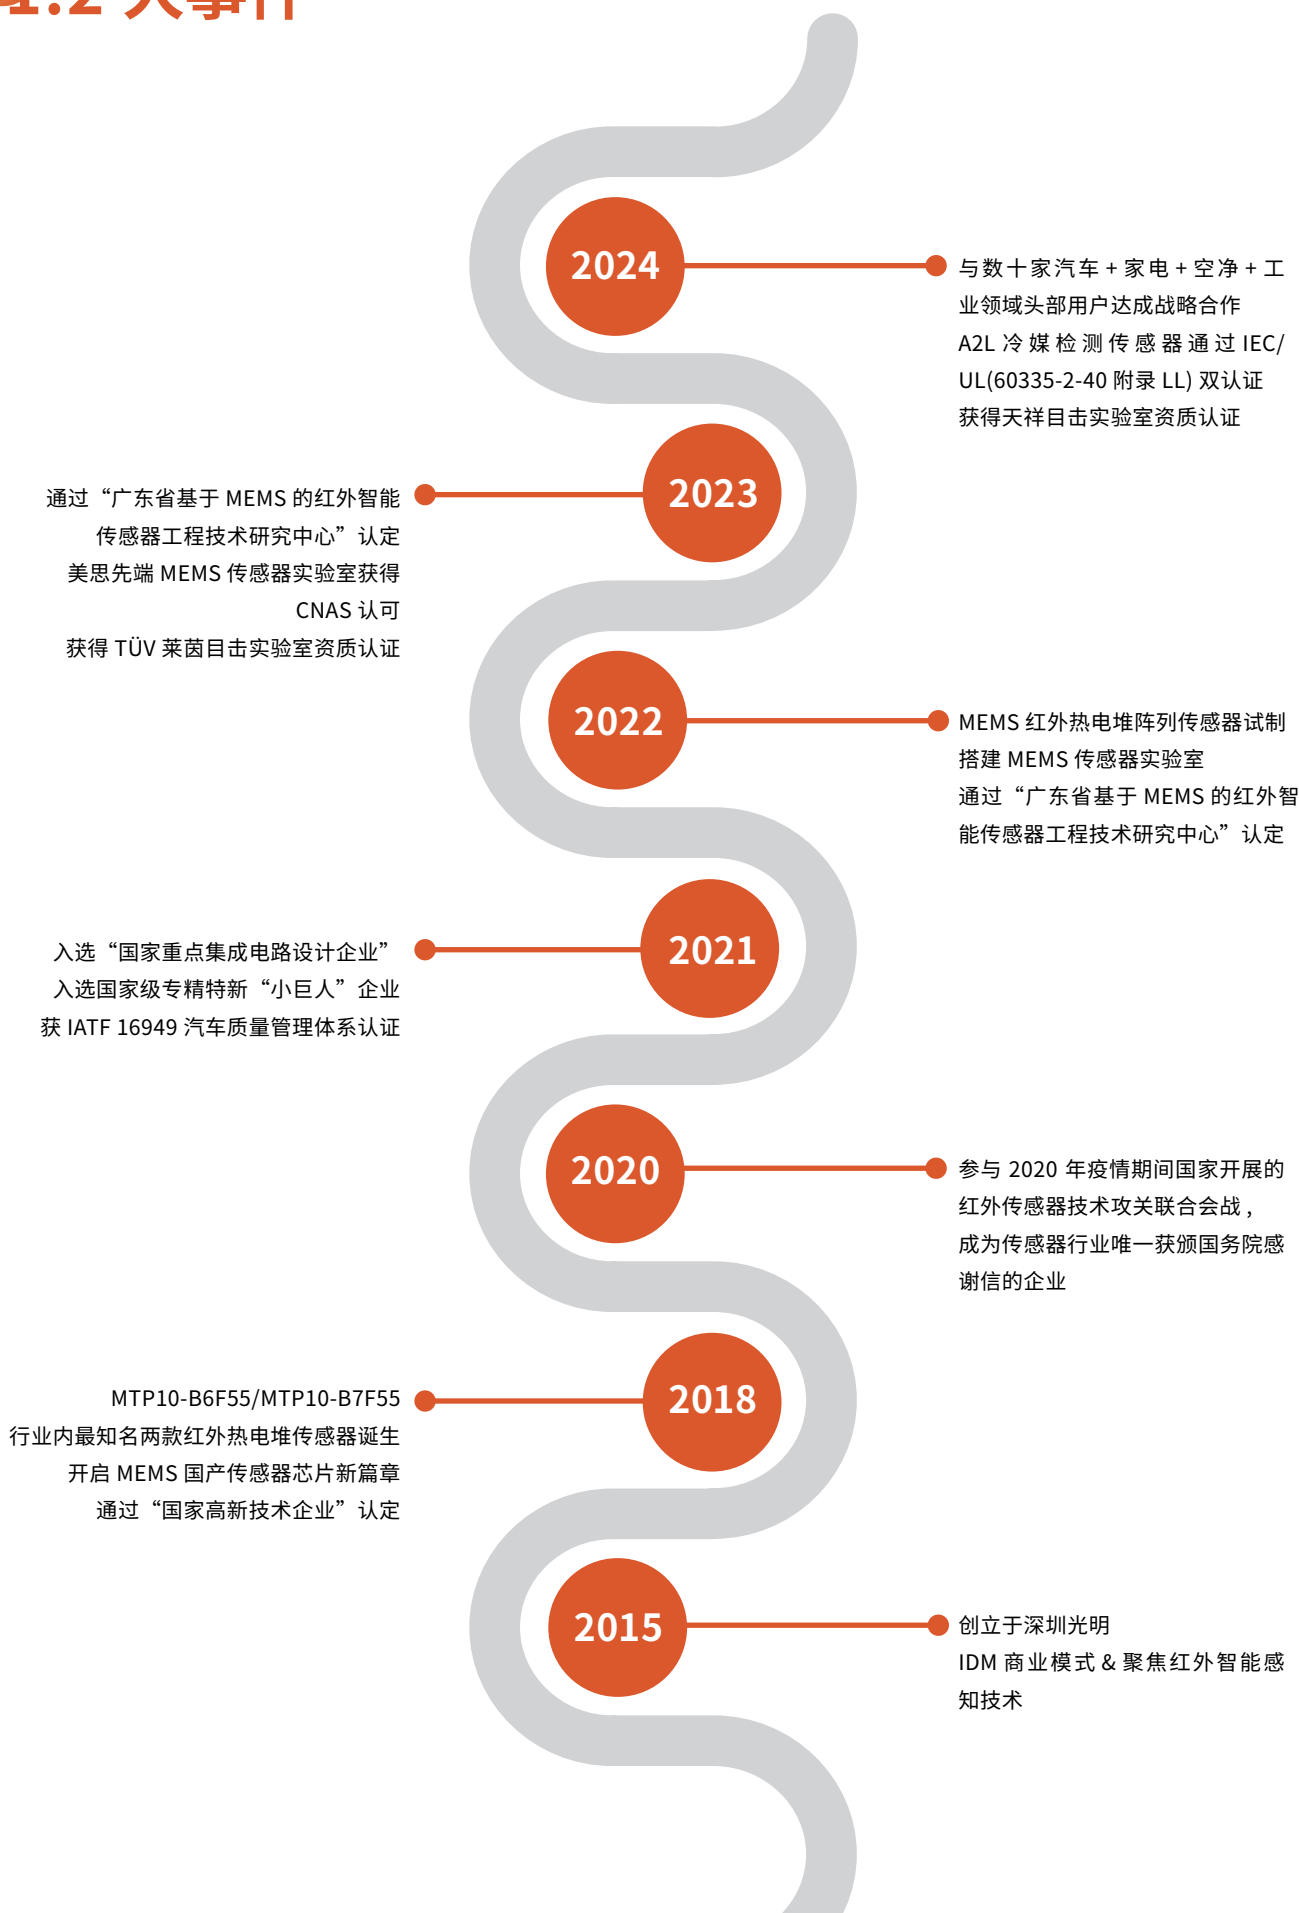 1.2 大事件
2024
与数十家汽车 + 家电 + 空净 + 工
业领域头部用户达成战略合作
A2L 冷媒检测传感器通过 IEC/
UL(60335-2-40 附录 LL) 双认证
获得天祥目击实验室资质认证
2023
通过“广东省基于 MEMS 的红外智能
传感器工程技术研究中心”认定
美思先端 MEMS 传感器实验室获得
CNAS 认可
获得 TÜV 莱茵目击实验室资质认证
2022
MEMS 红外热电堆阵列传感器试制
搭建 MEMS 传感器实验室
通过“广东省基于 MEMS 的红外智
能传感器工程技术研究中心”认定
2021
入选“国家重点集成电路设计企业”
入选国家级专精特新“小巨人”企业
获 IATF 16949 汽车质量管理体系认证
2020
参与 2020 年疫情期间国家开展的
红外传感器技术攻关联合会战 ,
成为传感器行业唯一获颁国务院感
谢信的企业
2018
MTP10-B6F55/MTP10-B7F55
行业内最知名两款红外热电堆传感器诞生
开启 MEMS 国产传感器芯片新篇章
通过“国家高新技术企业”认定
2015
创立于深圳光明
IDM 商业模式 & 聚焦红外智能感
知技术